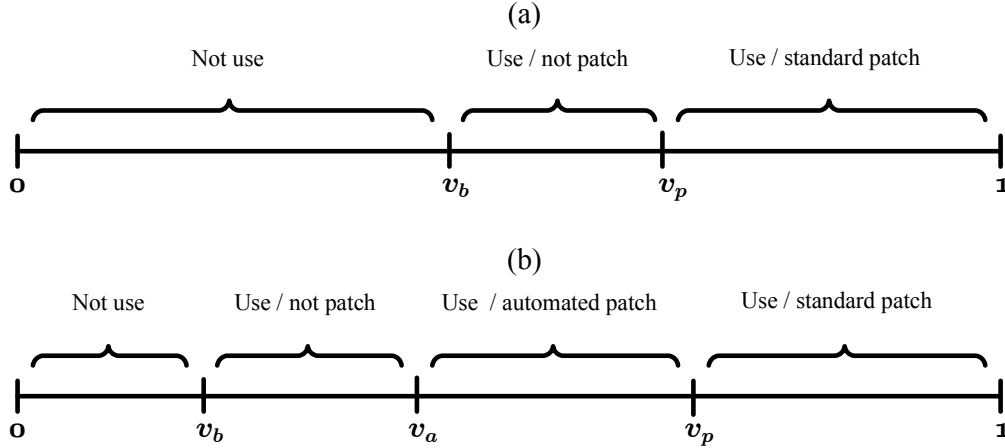 (a)
Not use Use / not patch Use / standard patch
0 v_b v_p 1
(b)
Not use Use / not patch Use / automated patch Use / standard patch
0 v_b v_a v_p 1